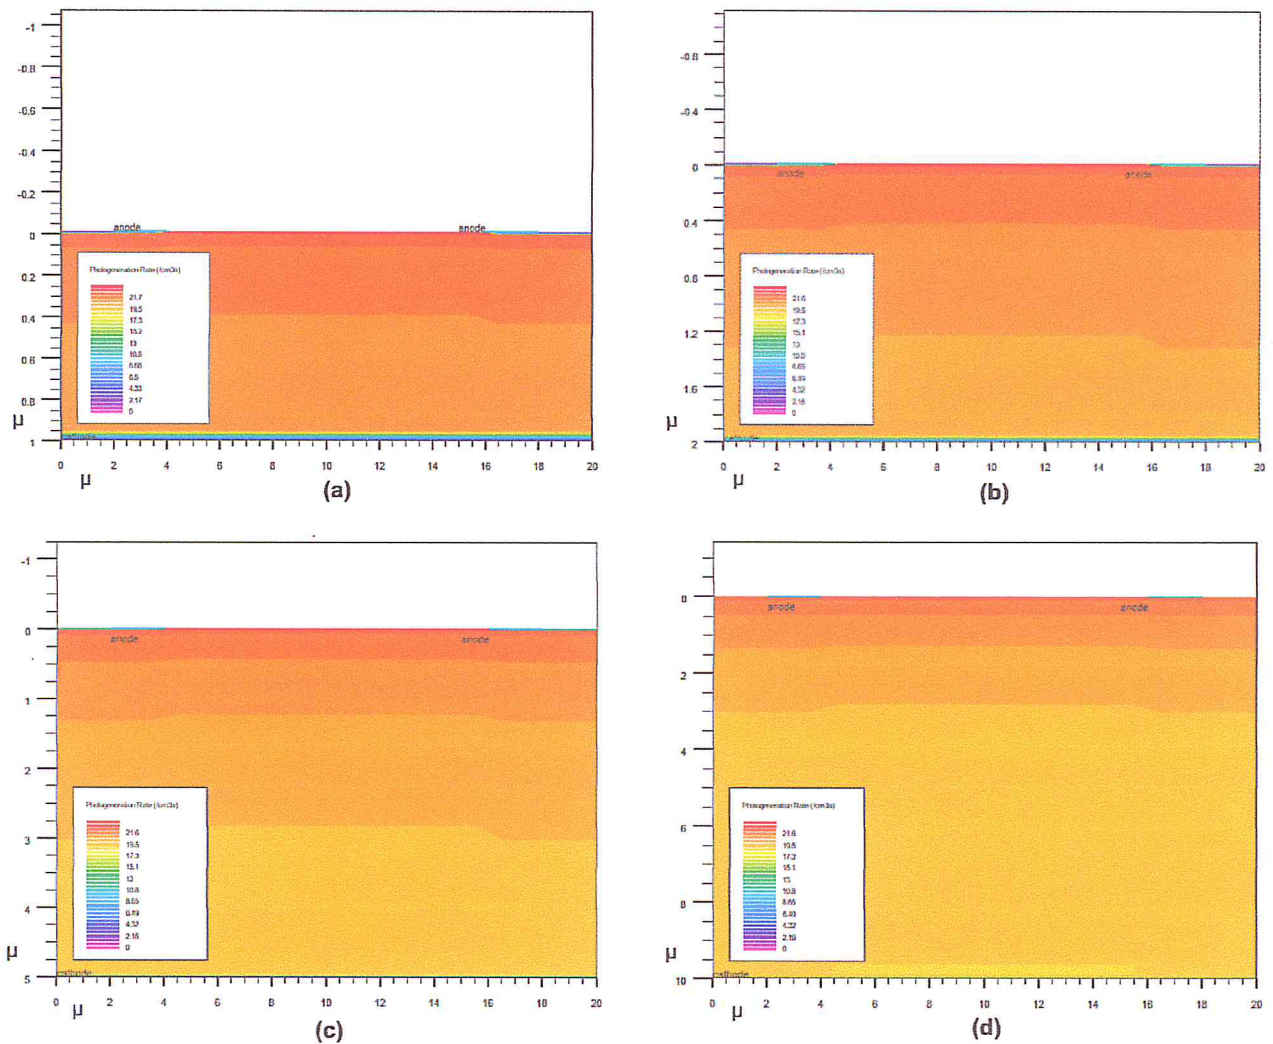 -1
-0.8
-0.6
-0.4
-0.2
0
0.2
0.4
0.6
0.8
1
μ
anode
anode
Photogeneration Rate (/cm3s)
21.7
19.5
17.3
15.2
13
10.8
8.66
6.5
4.33
2.17
0
cathode
0 2 4 6 8 10 12 14 16 18 20
μ
(a)
-0.8
-0.4
0
0.4
0.8
1.2
1.6
2
anode
anode
Photogeneration Rate (/cm3s)
21.6
19.5
17.3
15.1
13
10.8
8.65
6.49
4.32
2.16
0
cathode
0 2 4 6 8 10 12 14 16 18 20
μ
(b)
-1
0
1
2
3
4
5
μ
anode
anode
Photogeneration Rate (/cm3s)
21.6
19.5
17.3
15.1
13
10.8
8.65
6.49
4.32
2.16
0
cathode
0 2 4 6 8 10 12 14 16 18 20
μ
(c)
0
2
4
6
8
10
μ
anode
anode
Photogeneration Rate (/cm3s)
21.6
19.5
17.3
15.1
13
10.8
8.65
6.49
4.32
2.16
0
cathode
0 2 4 6 8 10 12 14 16 18 20
μ
(d)